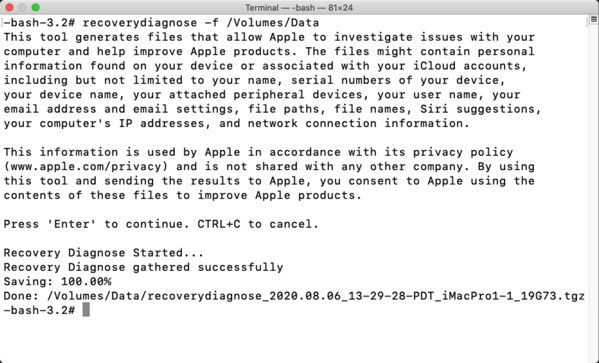 Terminal — -bash — 81×24
-bash-3.2# recoverydiagnose -f /Volumes/Data
This tool generates files that allow Apple to investigate issues with your
computer and help improve Apple products. The files might contain personal
information found on your device or associated with your iCloud accounts,
including but not limited to your name, serial numbers of your device,
your device name, your attached peripheral devices, your user name, your
email address and email settings, file paths, file names, Siri suggestions,
your computer's IP addresses, and network connection information.

This information is used by Apple in accordance with its privacy policy
(www.apple.com/privacy) and is not shared with any other company. By using
this tool and sending the results to Apple, you consent to Apple using the
contents of these files to improve Apple products.

Press 'Enter' to continue. CTRL+C to cancel.

Recovery Diagnose Started...
Recovery Diagnose gathered successfully
Saving: 100.00%
Done: /Volumes/Data/recoverydiagnose_2020.08.06_13-29-28-PDT_iMacPro1-1_19G73.tgz
-bash-3.2#